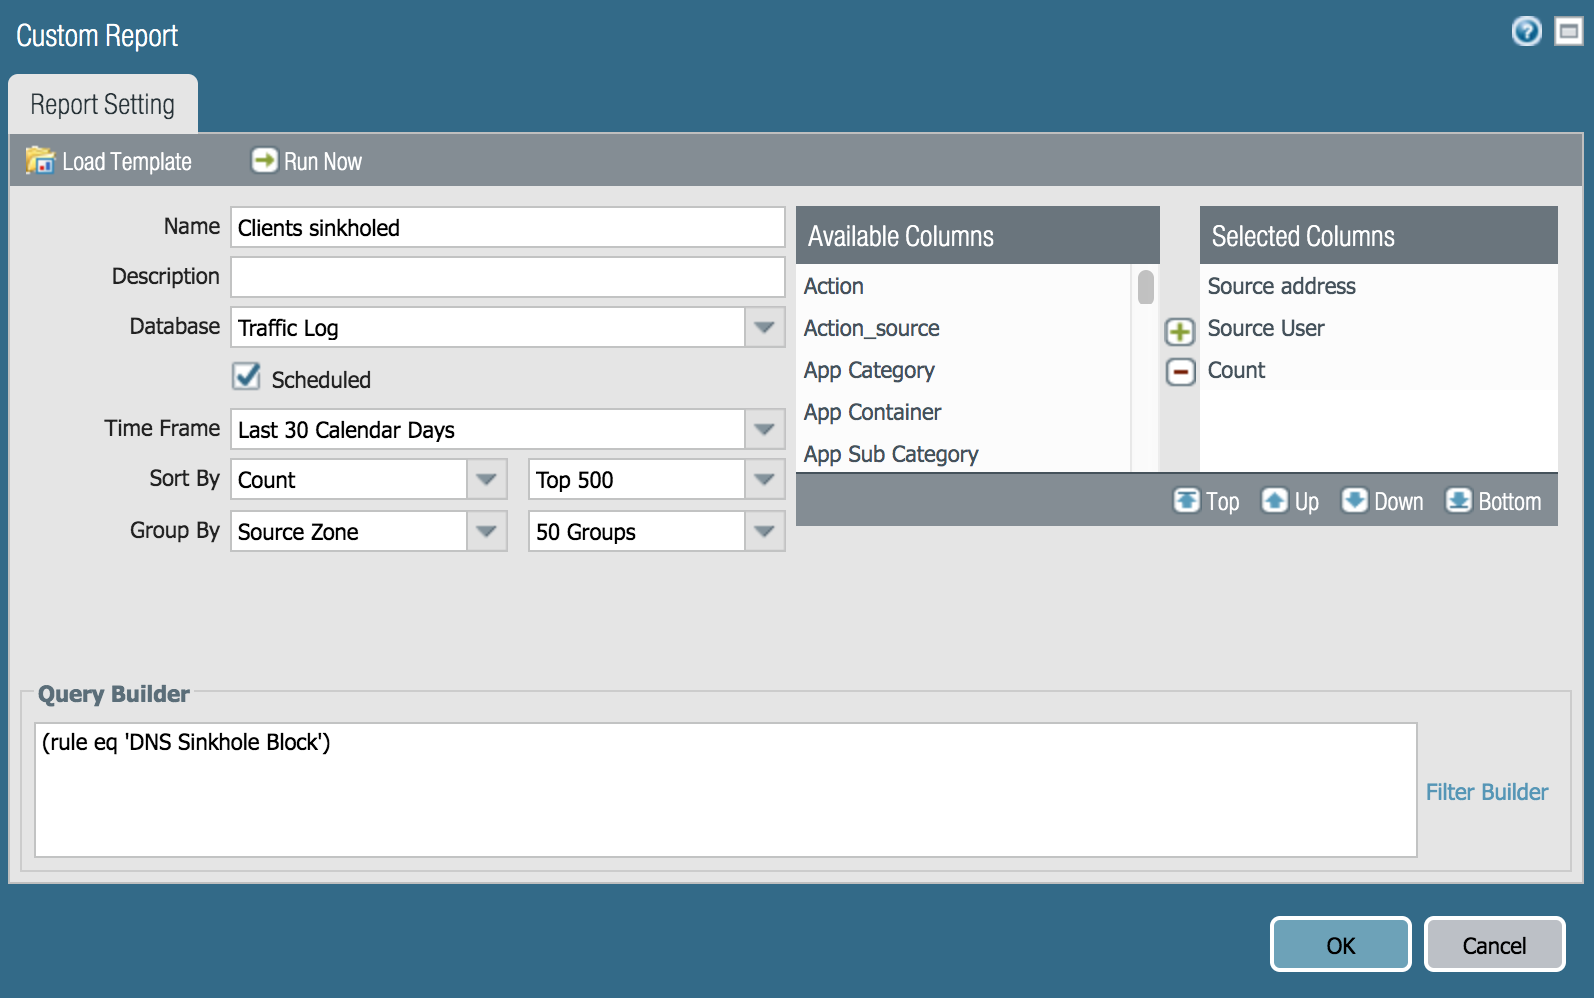 Custom Report
Report Setting
Load Template Run Now
Name Clients sinkholed
Description
Database Traffic Log
Scheduled
Time Frame Last 30 Calendar Days
Sort By Count Top 500
Group By Source Zone 50 Groups
Available Columns
Action
Action_source
App Category
App Container
App Sub Category
Selected Columns
Source address
Source User
Count
Top Up Down Bottom
Query Builder
(rule eq 'DNS Sinkhole Block')
Filter Builder
OK Cancel